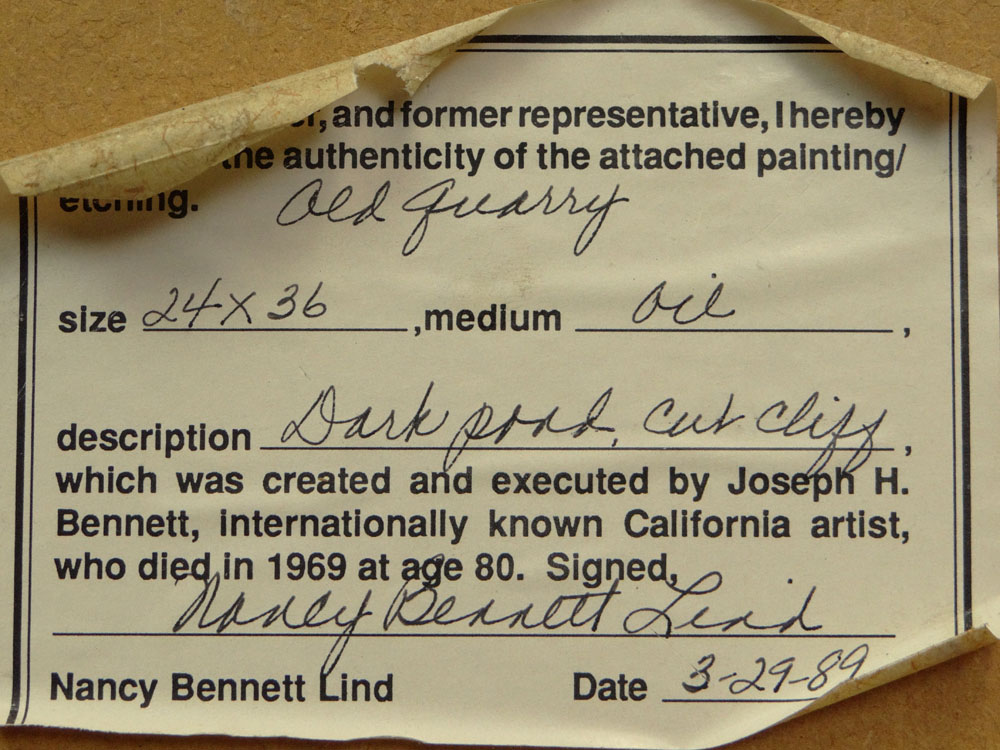 , and former representative, I hereby
the authenticity of the attached painting/
etching. Old Quarry
size 24 x 36, medium Oil,
description Dark pond, cut cliff,
which was created and executed by Joseph H.
Bennett, internationally known California artist,
who died in 1969 at age 80. Signed,
Nancy Bennett Lind
Nancy Bennett Lind Date 3-29-89